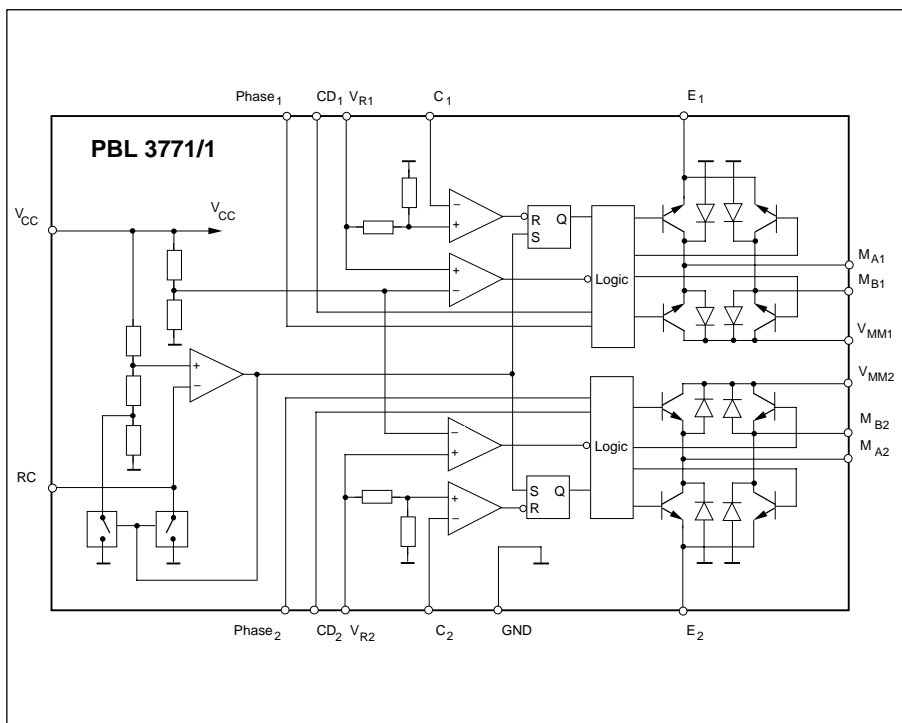 Phase1 CD1 VR1 C1 E1
PBL 3771/1
VCC VCC
– +
R Q
S
+ –
Logic
MA1
MB1
VMM1
+ –
VMM2
– +
Logic
MB2
MA2
RC
+ –
S Q
R
Phase2 CD2 VR2 C2 GND E2